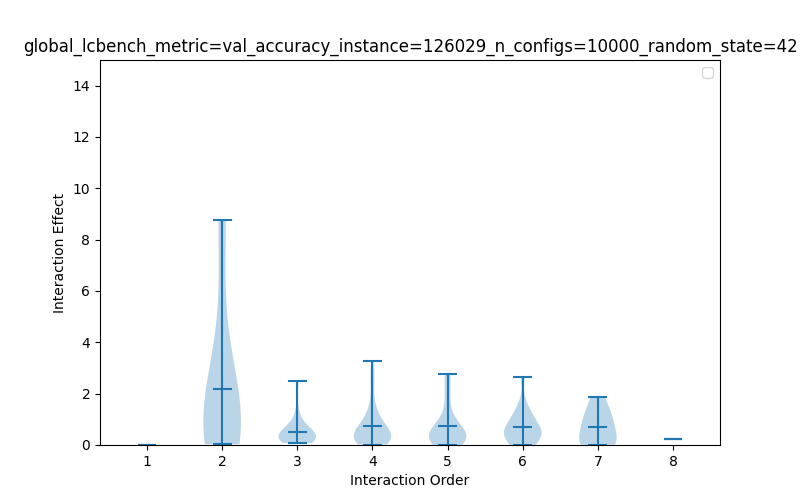 global_lcbench_metric=val_accuracy_instance=126029_n_configs=10000_random_state=42
14
12
10
8
6
4
2
0
Interaction Effect
1 2 3 4 5 6 7 8
Interaction Order